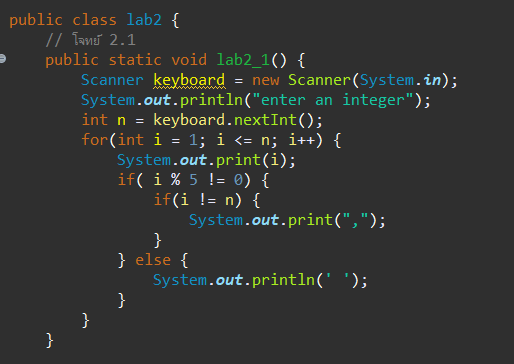 public class lab2 {
    // โจทย์ 2.1
    public static void lab2_1() {
        Scanner keyboard = new Scanner(System.in);
        System.out.println("enter an integer");
        int n = keyboard.nextInt();
        for(int i = 1; i <= n; i++) {
            System.out.print(i);
            if( i % 5 != 0) {
                if(i != n) {
                    System.out.print(",");
                }
            } else {
                System.out.println(' ');
            }
        }
    }